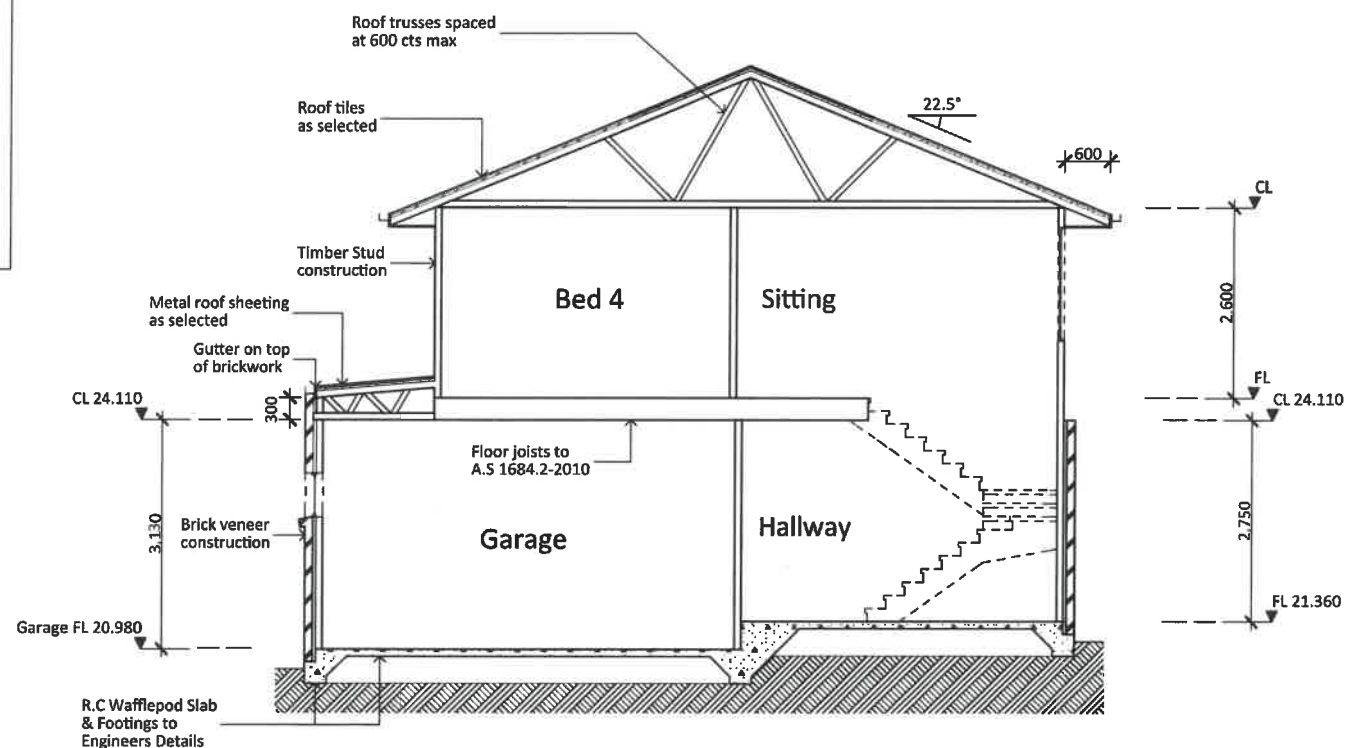 Roof trusses spaced
at 600 cts max
Roof tiles
as selected
22.5°
600
CL
Timber Stud
construction
Bed 4
Sitting
2,600
Metal roof sheeting
as selected
Gutter on top
of brickwork
CL 24.110
300
FL
CL 24.110
Floor joists to
A.S 1684.2-2010
3,130
Brick veneer
construction
Garage
Hallway
2,750
Garage FL 20.980
FL 21.360
R.C Wafflepod Slab
& Footings to
Engineers Details